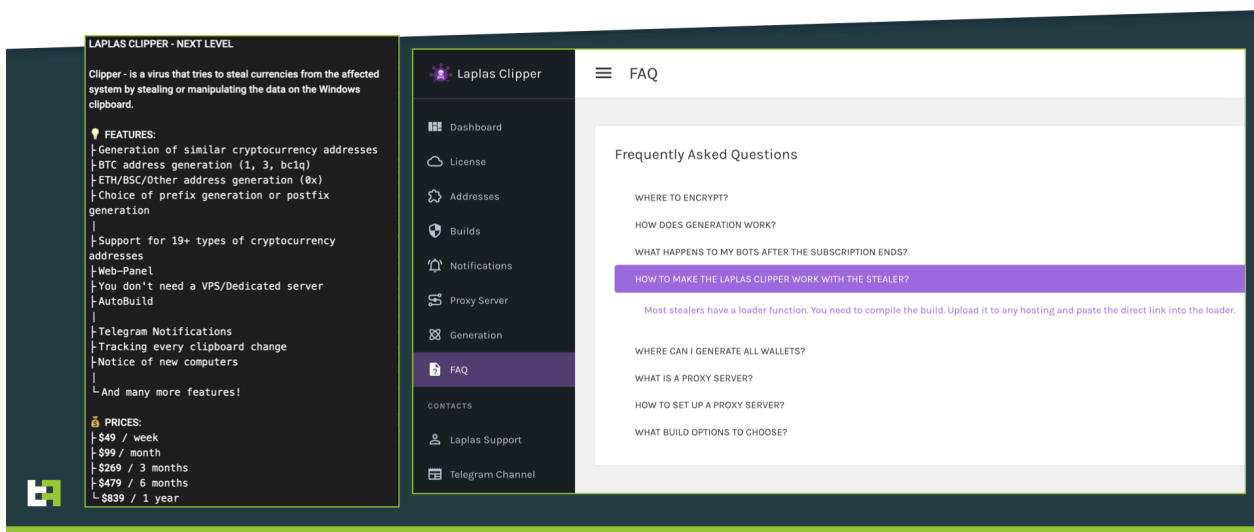 LAPLAS CLIPPER - NEXT LEVEL
Clipper - is a virus that tries to steal currencies from the affected
system by stealing or manipulating the data on the Windows
clipboard.
FEATURES:
├Generation of similar cryptocurrency addresses
├BTC address generation (1, 3, bc1q)
├ETH/BSC/Other address generation (0x)
├Choice of prefix generation or postfix
generation
|
├Support for 19+ types of cryptocurrency
addresses
├Web-Panel
├You don't need a VPS/Dedicated server
├AutoBuild
|
├Telegram Notifications
├Tracking every clipboard change
├Notice of new computers
|
└And many more features!
PRICES:
├$49 / week
├$99 / month
├$269 / 3 months
├$479 / 6 months
└$839 / 1 year
Laplas Clipper
Dashboard
License
Addresses
Builds
Notifications
Proxy Server
Generation
FAQ
CONTACTS
Laplas Support
Telegram Channel
FAQ
Frequently Asked Questions
WHERE TO ENCRYPT?
HOW DOES GENERATION WORK?
WHAT HAPPENS TO MY BOTS AFTER THE SUBSCRIPTION ENDS?
HOW TO MAKE THE LAPLAS CLIPPER WORK WITH THE STEALER?
Most stealers have a loader function. You need to compile the build. Upload it to any hosting and paste the direct link into the loader.
WHERE CAN I GENERATE ALL WALLETS?
WHAT IS A PROXY SERVER?
HOW TO SET UP A PROXY SERVER?
WHAT BUILD OPTIONS TO CHOOSE?